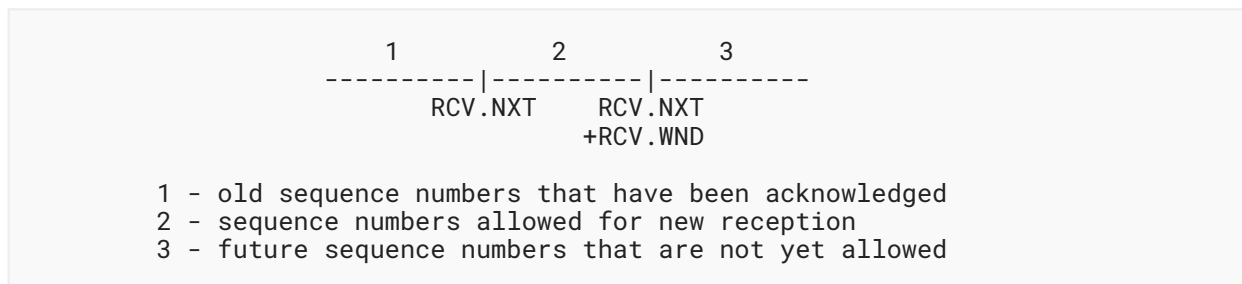 1 2 3
----------|----------|----------
RCV.NXT RCV.NXT
+RCV.WND
1 - old sequence numbers that have been acknowledged
2 - sequence numbers allowed for new reception
3 - future sequence numbers that are not yet allowed